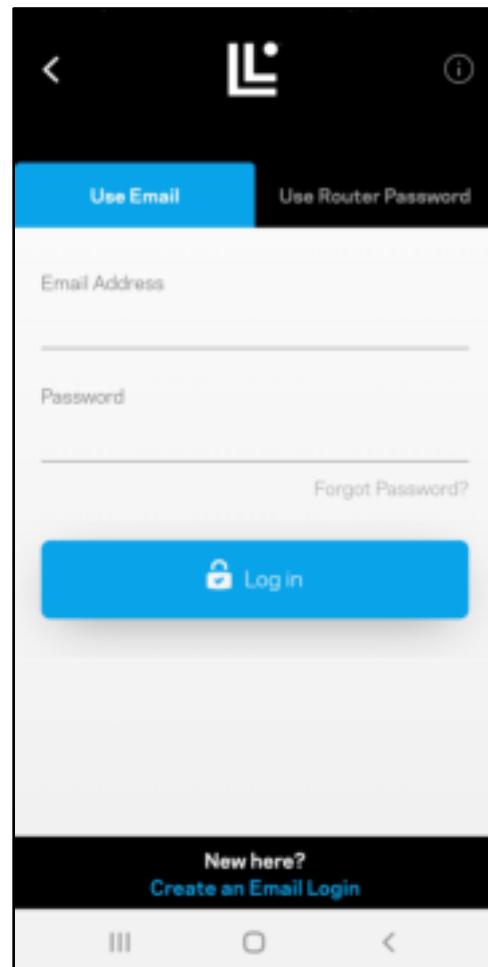 Use Email
Use Router Password
Email Address
Password
Forgot Password?
Log in
New here?
Create an Email Login